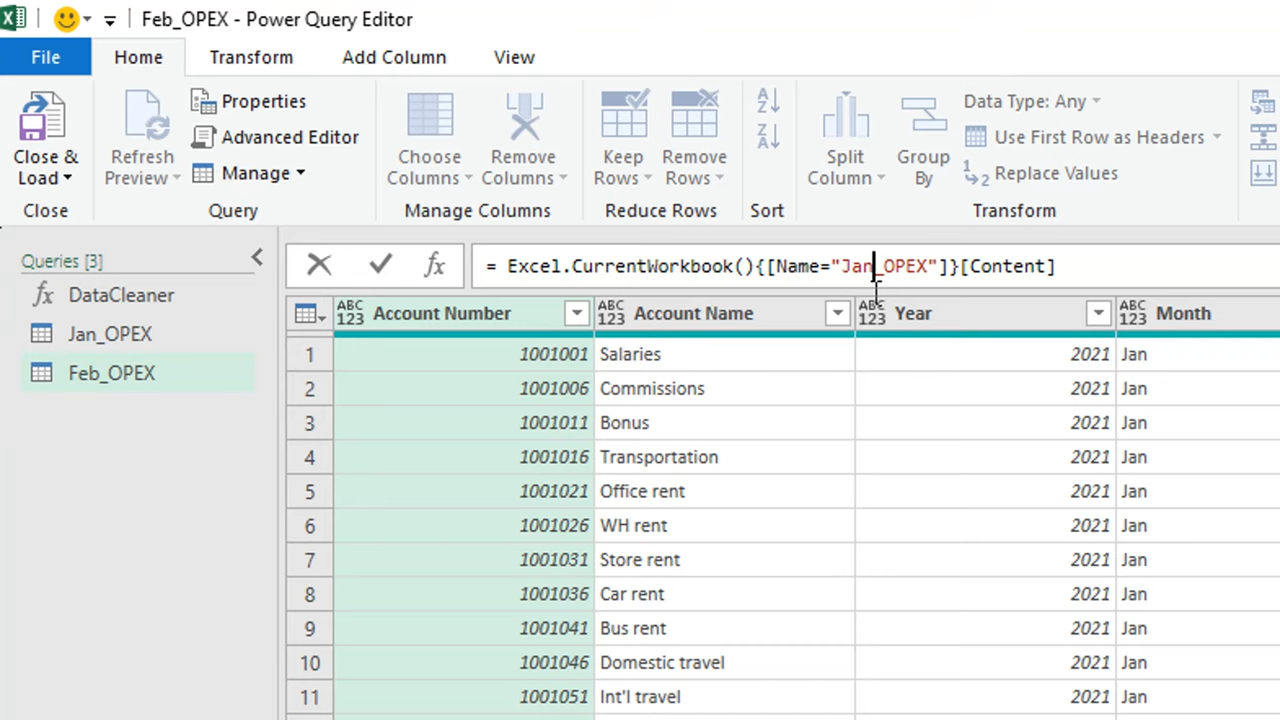 Feb_OPEX - Power Query Editor
File Home Transform Add Column View
Close & Load
Refresh Preview
Properties
Advanced Editor
Manage
Choose Columns
Remove Columns
Keep Rows
Remove Rows
A Z
Z A
Split Column
Group By
Data Type: Any
Use First Row as Headers
1 2 Replace Values
Close Query Manage Columns Reduce Rows Sort Transform
Queries [3]
fx DataCleaner
Jan_OPEX
Feb_OPEX
fx = Excel.CurrentWorkbook(){[Name="Jan_OPEX"]}[Content]
ABC 123 Account Number ABC 123 Account Name ABC 123 Year ABC 123 Month
1 1001001 Salaries 2021 Jan
2 1001006 Commissions 2021 Jan
3 1001011 Bonus 2021 Jan
4 1001016 Transportation 2021 Jan
5 1001021 Office rent 2021 Jan
6 1001026 WH rent 2021 Jan
7 1001031 Store rent 2021 Jan
8 1001036 Car rent 2021 Jan
9 1001041 Bus rent 2021 Jan
10 1001046 Domestic travel 2021 Jan
11 1001051 Int'l travel 2021 Jan